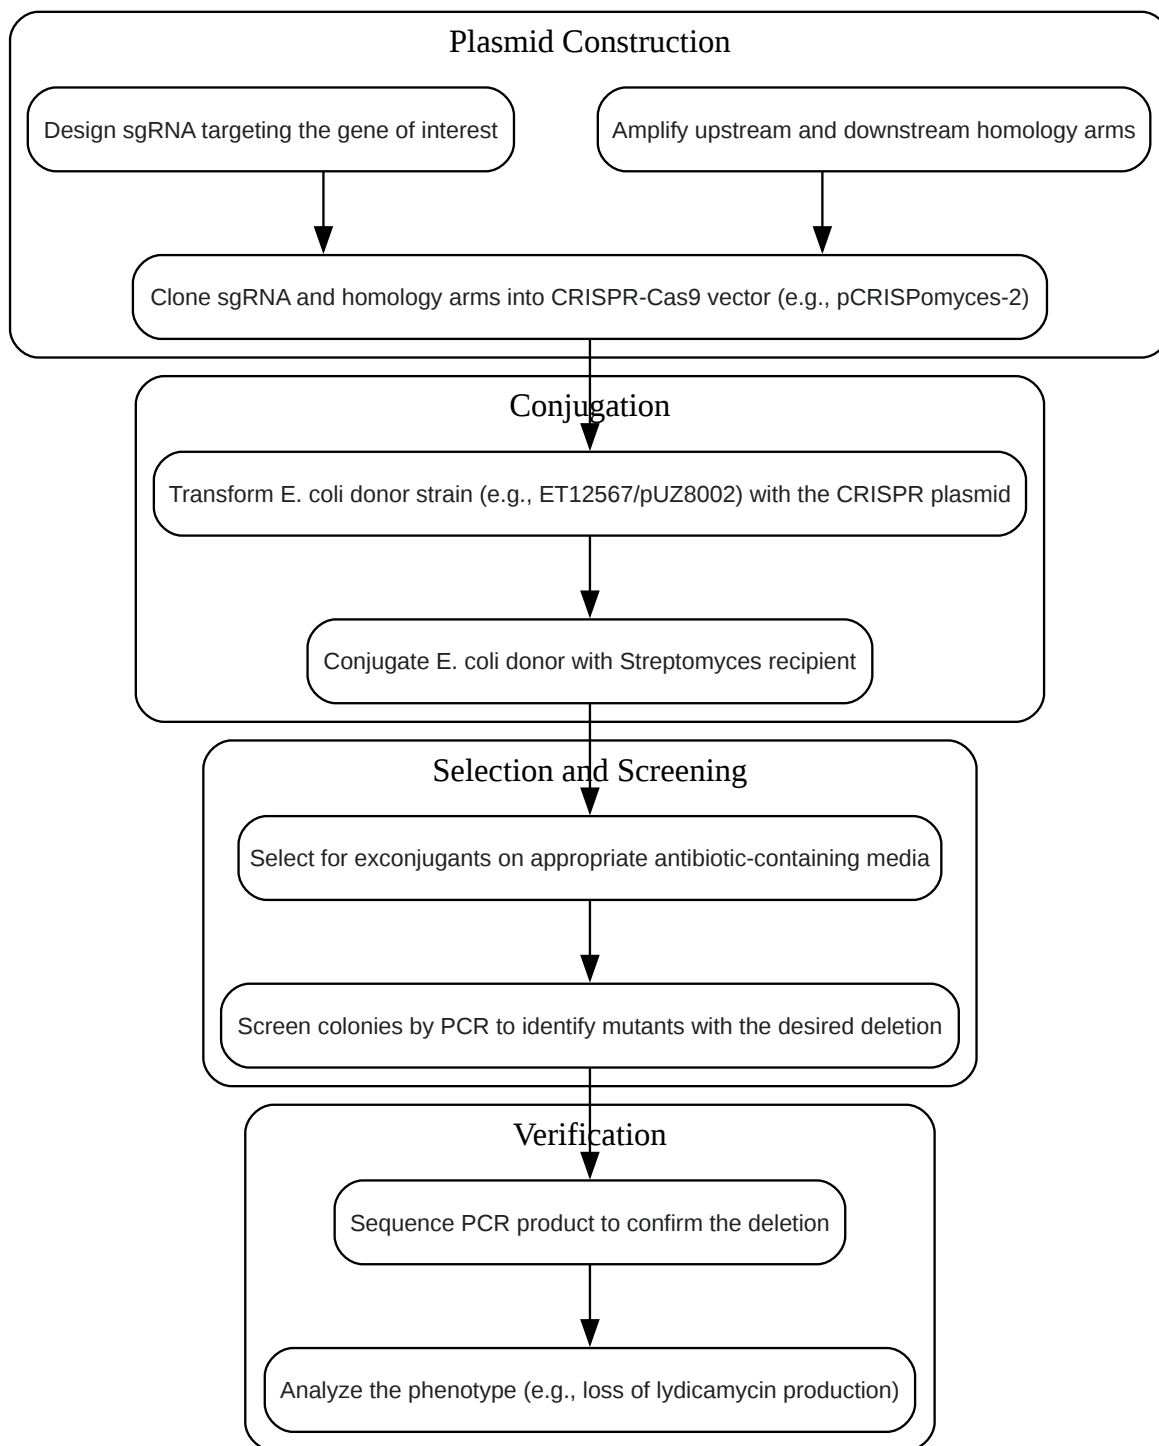 Plasmid Construction
Design sgRNA targeting the gene of interest
Amplify upstream and downstream homology arms
Clone sgRNA and homology arms into CRISPR-Cas9 vector (e.g., pCRISPomyces-2)
Conjugation
Transform E. coli donor strain (e.g., ET12567/pUZ8002) with the CRISPR plasmid
Conjugate E. coli donor with Streptomyces recipient
Selection and Screening
Select for exconjugants on appropriate antibiotic-containing media
Screen colonies by PCR to identify mutants with the desired deletion
Verification
Sequence PCR product to confirm the deletion
Analyze the phenotype (e.g., loss of lydicamycin production)